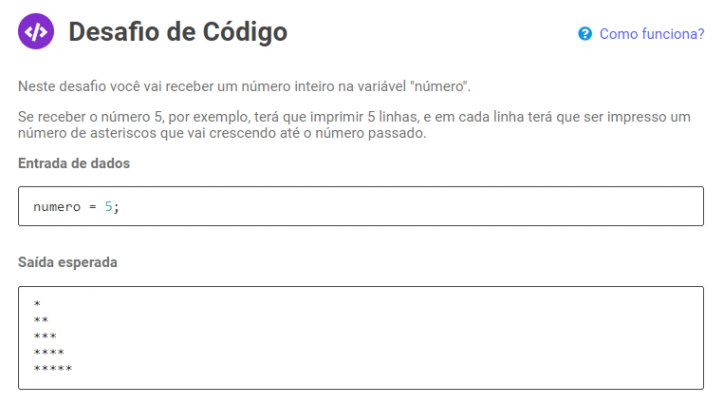 </> Desafio de Código
Como funciona?
Neste desafio você vai receber um número inteiro na variável "número".
Se receber o número 5, por exemplo, terá que imprimir 5 linhas, e em cada linha terá que ser impresso um
número de asteriscos que vai crescendo até o número passado.
Entrada de dados
numero = 5;
Saída esperada
*
**
***
****
*****